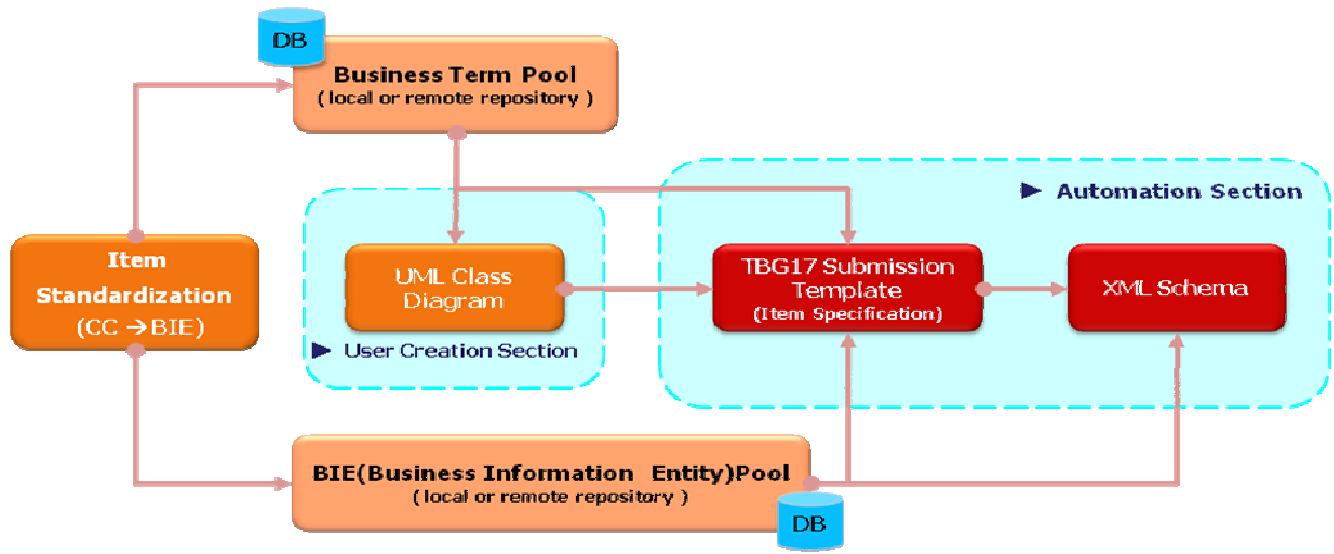 DB
Business Term Pool
( local or remote repository )
► Automation Section
Item
Standardization
(CC →BIE)
UML Class
Diagram
► User Creation Section
TBG17 Submission
Template
(Item Specification)
XML Schema
BIE(Business Information Entity)Pool
( local or remote repository )
DB